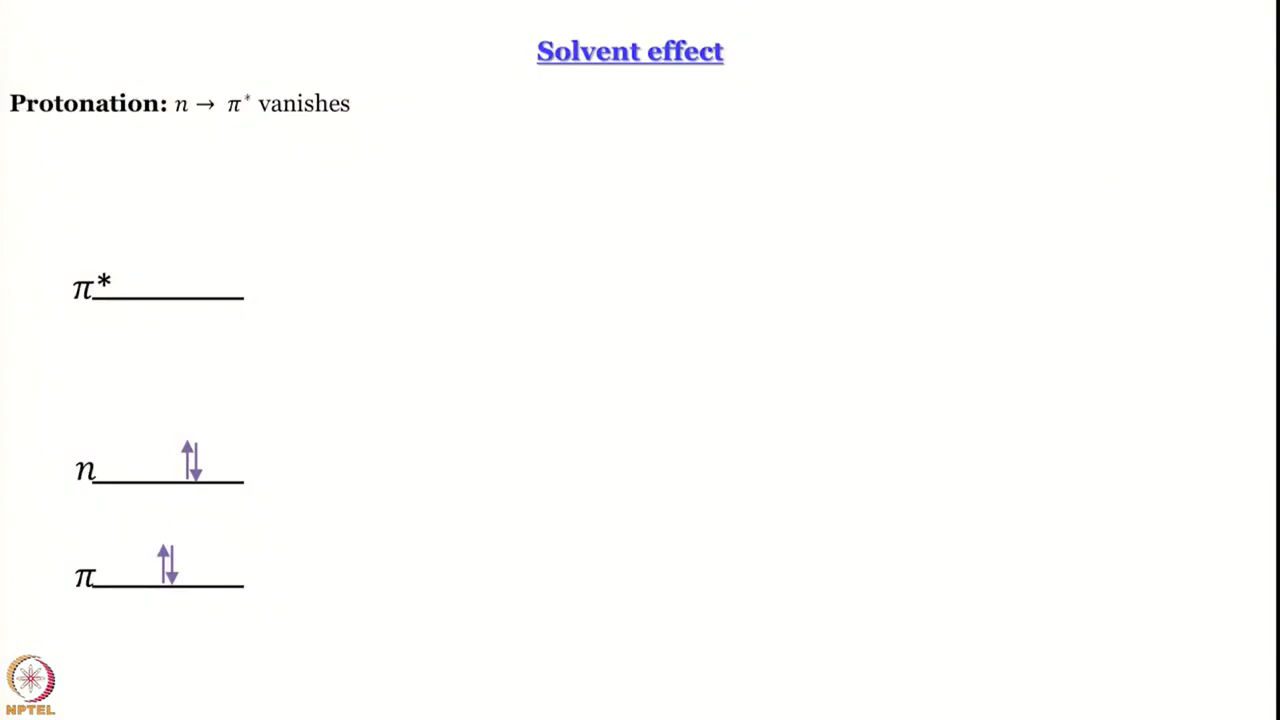 Solvent effect
Protonation: n → π* vanishes
π*
n
π
NPTEL